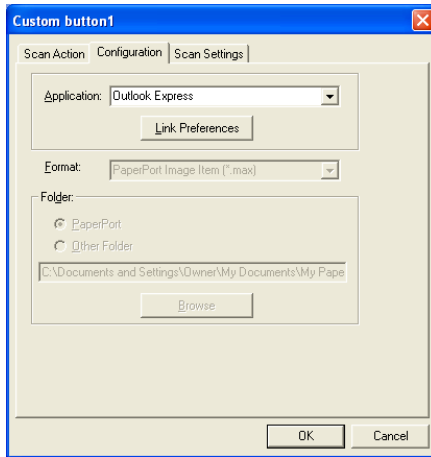 Custom button1
Scan Action Configuration Scan Settings
Application: Outlook Express
Link Preferences
Format: PaperPort Image Item (*.max)
Folder:
PaperPort
Other Folder
C:\Documents and Settings\Owner\My Documents\My Pape
Browse
OK Cancel